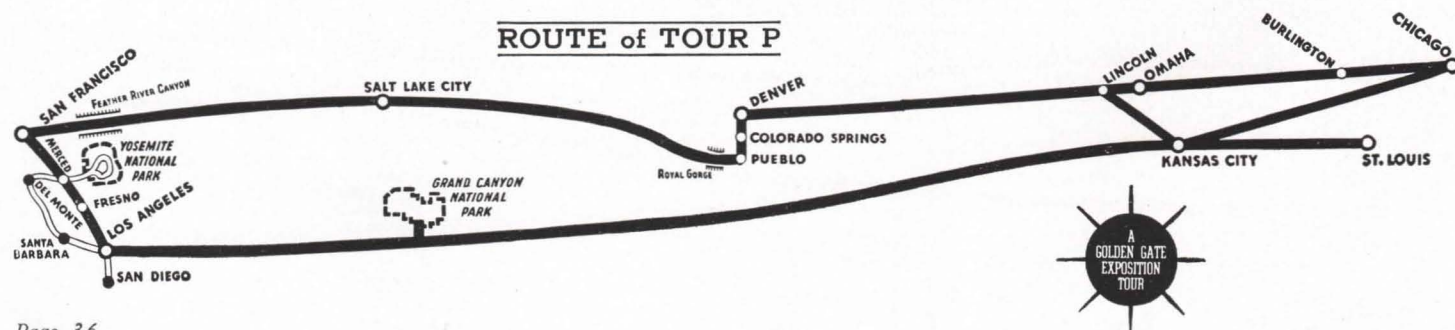 ROUTE of TOUR P
SAN FRANCISCO
FEATHER RIVER CANYON
SALT LAKE CITY
DENVER
COLORADO SPRINGS
PUEBLO
ROYAL GORGE
LINCOLN
OMAHA
BURLINGTON
CHICAGO
KANSAS CITY
ST. LOUIS
MERCED
YOSEMITE
NATIONAL
PARK
DEL MONTE
FRESNO
LOS ANGELES
SANTA
BARBARA
SAN DIEGO
GRAND CANYON
NATIONAL
PARK
A
GOLDEN GATE
EXPOSITION
TOUR
Page 36